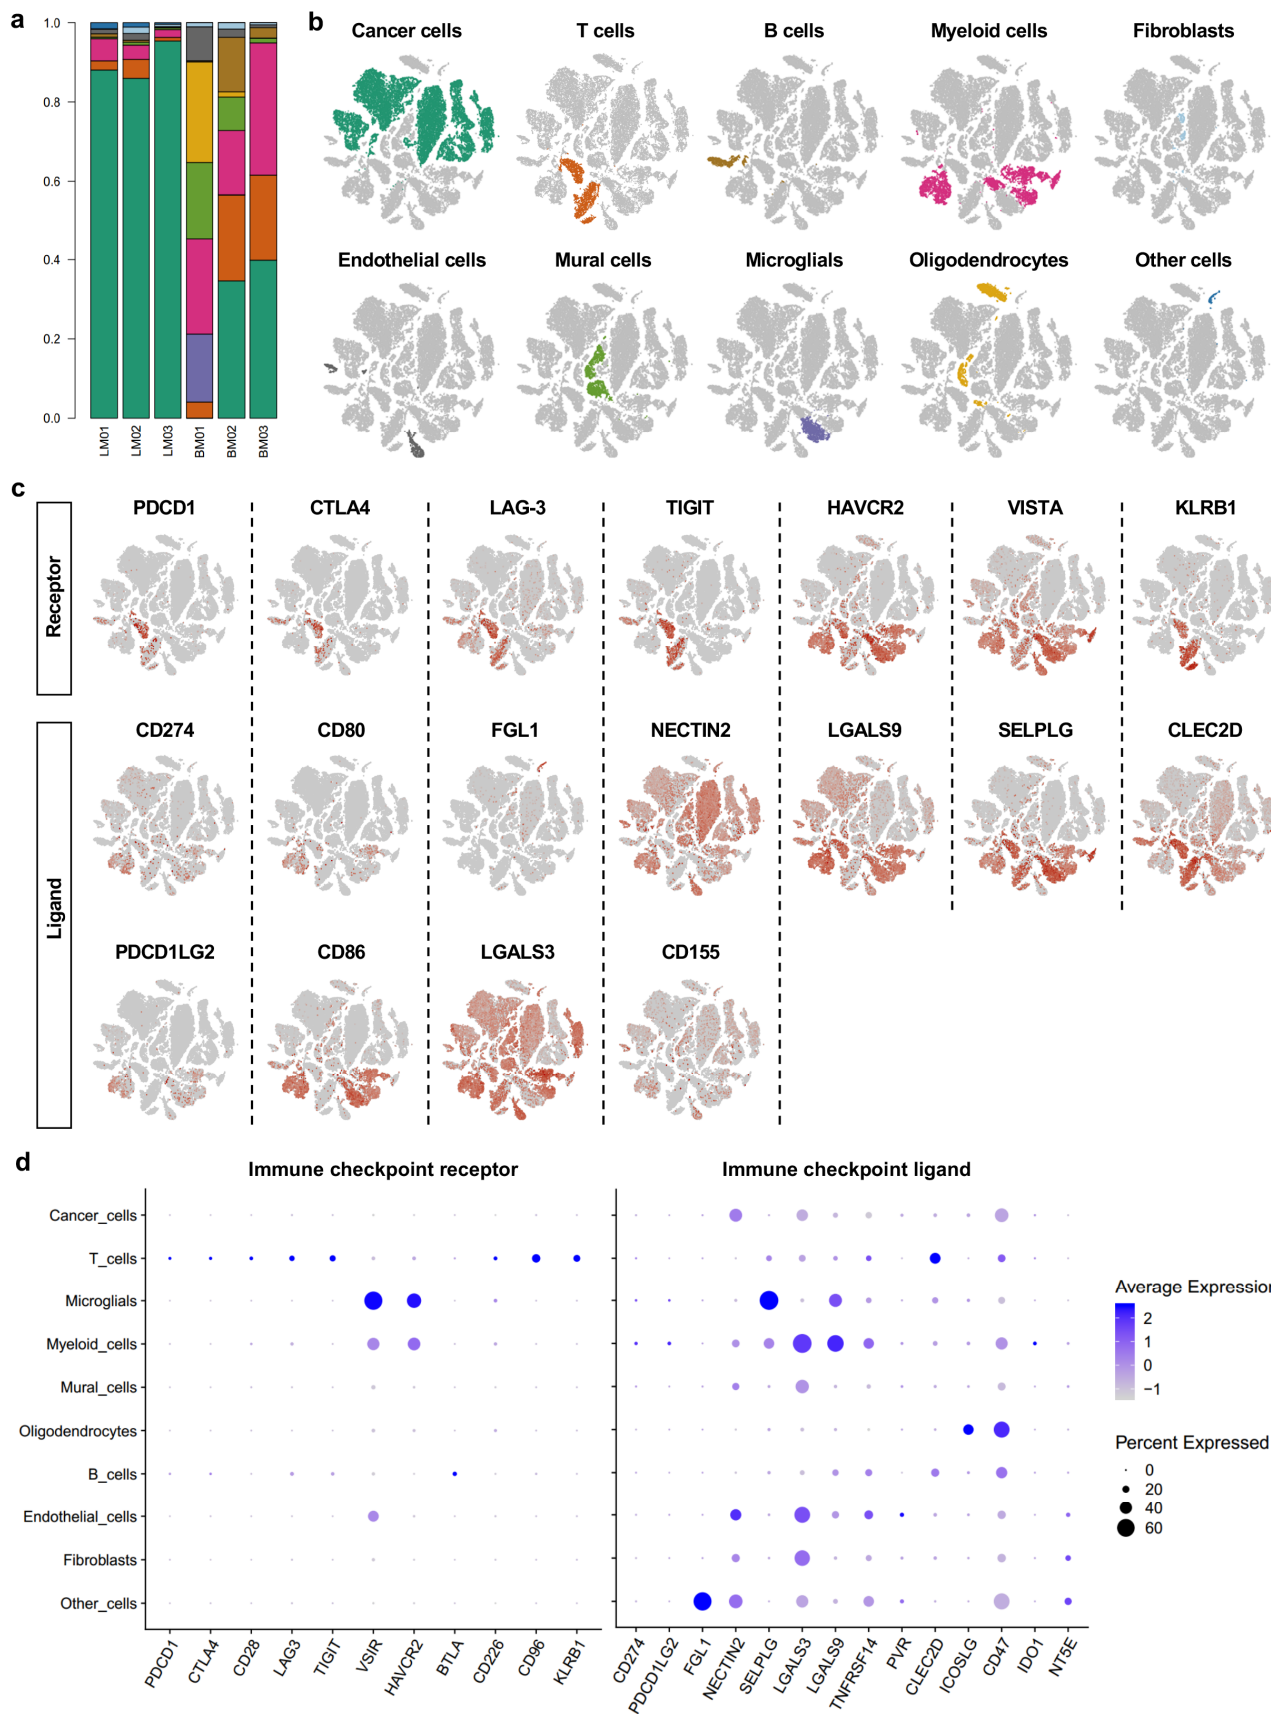 a
1.0
0.8
0.6
0.4
0.2
0.0
LM01
LM02
LM03
BM01
BM02
BM03
b
Cancer cells
T cells
B cells
Myeloid cells
Fibroblasts
Endothelial cells
Mural cells
Microglials
Oligodendrocytes
Other cells
c
Receptor
PDCD1
CTLA4
LAG-3
TIGIT
HAVCR2
VISTA
KLRB1
Ligand
CD274
CD80
FGL1
NECTIN2
LGALS9
SELPLG
CLEC2D
PDCD1LG2
CD86
LGALS3
CD155
d
Immune checkpoint receptor
Immune checkpoint ligand
Cancer_cells
T_cells
Microglials
Myeloid_cells
Mural_cells
Oligodendrocytes
B_cells
Endothelial_cells
Fibroblasts
Other_cells
PDCD1
CTLA4
CD28
LAG3
TIGIT
VSIR
HAVCR2
BTLA
CD226
CD96
KLRB1
CD274
PDCD1LG2
FGL1
NECTIN2
SELPLG
LGALS3
LGALS9
TNFRSF14
PVR
CLEC2D
ICOSLG
CD47
IDO1
NT5E
Average Expression
2
1
0
−1
Percent Expressed
0
20
40
60